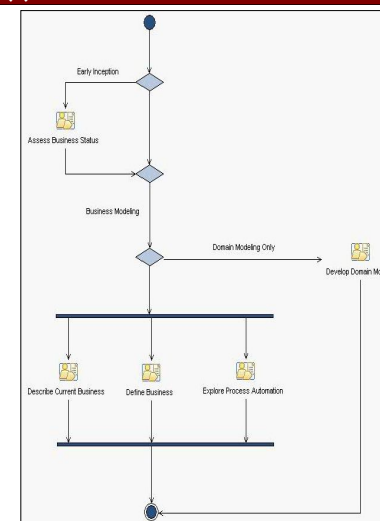 Early Inception
Assess Business Status
Business Modeling
Domain Modeling Only
Develop Domain Mo
Describe Current Business
Define Business
Explore Process Automation